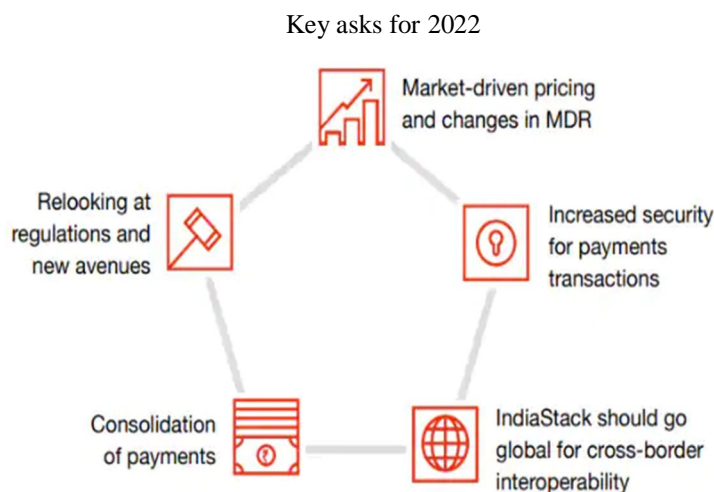 Key asks for 2022
Market-driven pricing
and changes in MDR
Relooking at
regulations and
new avenues
Increased security
for payments
transactions
Consolidation
of payments
IndiaStack should go
global for cross-border
interoperability
₹